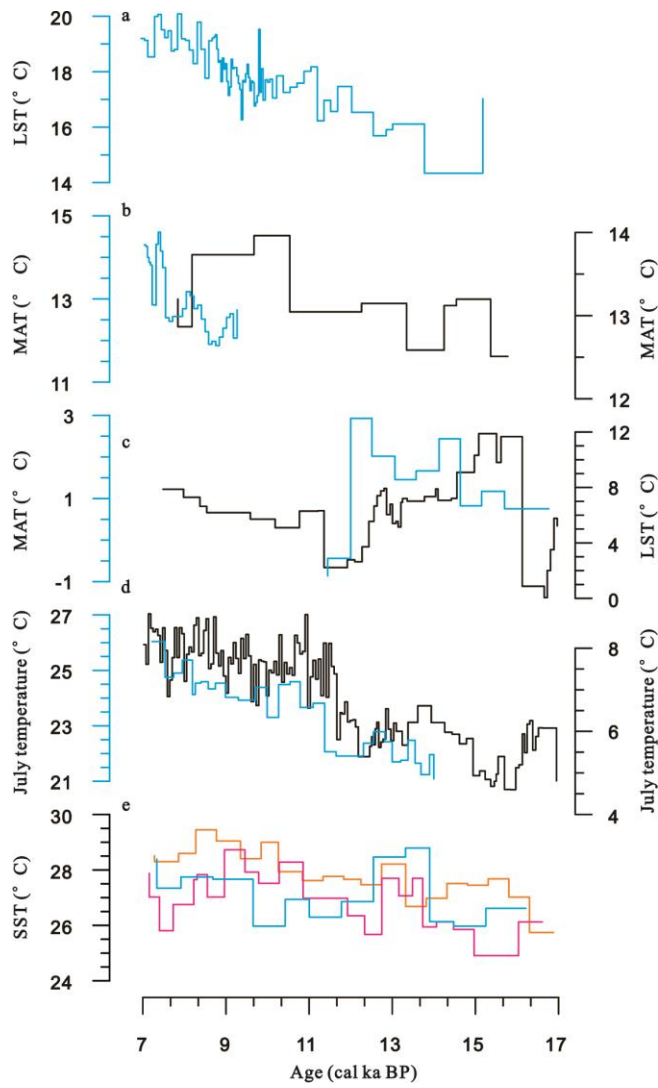 a
20
18
16
14
LST (° C)
b
15
13
11
MAT (° C)
14
13
12
MAT (° C)
c
3
1
-1
MAT (° C)
12
8
4
0
LST (° C)
d
27
25
23
21
July temperature (° C)
8
6
4
July temperature (° C)
e
30
28
26
24
SST (° C)
7 9 11 13 15 17
Age (cal ka BP)